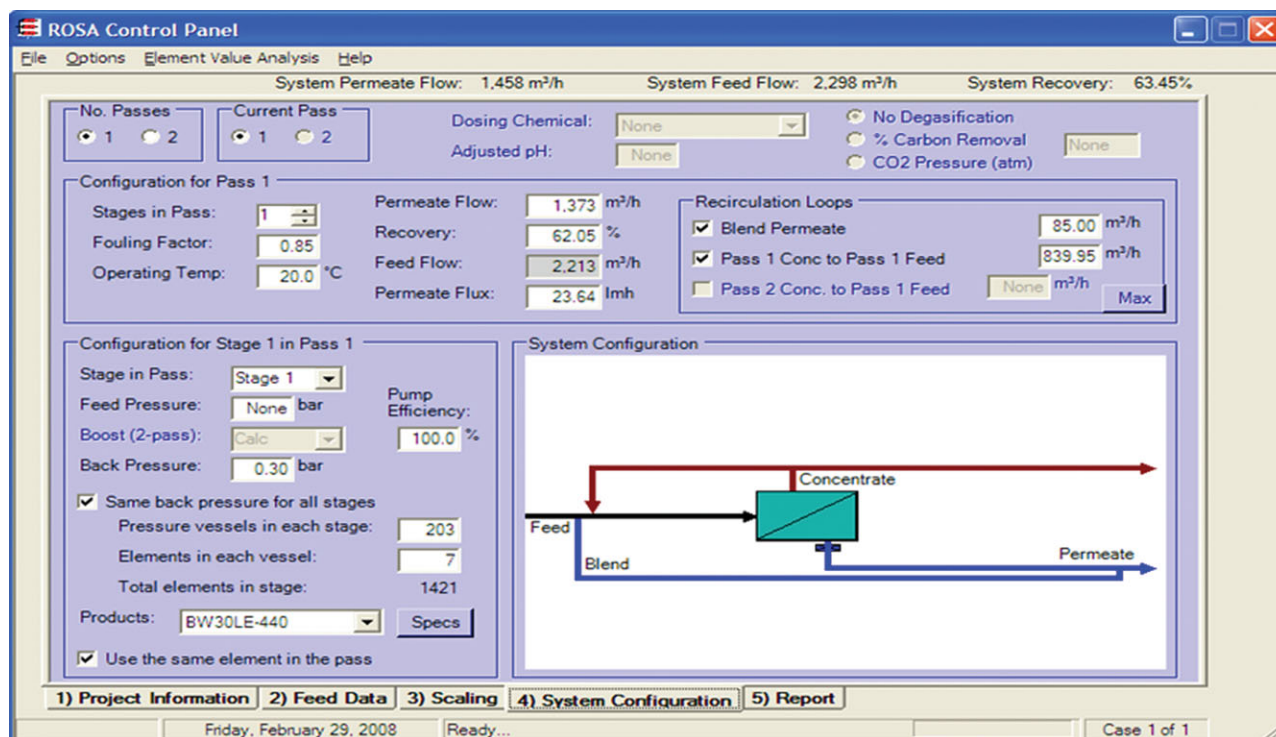 ROSA Control Panel
File Options Element Value Analysis Help
System Permeate Flow: 1,458 m³/h System Feed Flow: 2,298 m³/h System Recovery: 63.45%
No. Passes
1 2
Current Pass
1 2
Dosing Chemical: None
Adjusted pH: None
No Degasification
% Carbon Removal
CO2 Pressure (atm)
None
Configuration for Pass 1
Stages in Pass: 1
Fouling Factor: 0.85
Operating Temp: 20.0 °C
Permeate Flow: 1,373 m³/h
Recovery: 62.05 %
Feed Flow: 2,213 m³/h
Permeate Flux: 23.64 lmh
Recirculation Loops
Blend Permeate 85.00 m³/h
Pass 1 Conc to Pass 1 Feed 839.95 m³/h
Pass 2 Conc. to Pass 1 Feed None m³/h
Max
Configuration for Stage 1 in Pass 1
Stage in Pass: Stage 1
Feed Pressure: None bar
Boost (2-pass): Calc
Back Pressure: 0.30 bar
Pump
Efficiency:
100.0 %
Same back pressure for all stages
Pressure vessels in each stage: 203
Elements in each vessel: 7
Total elements in stage: 1421
Products: BW30LE-440 Specs
Use the same element in the pass
System Configuration
Concentrate
Feed
Blend
Permeate
1) Project Information 2) Feed Data 3) Scaling 4) System Configuration 5) Report
Friday, February 29, 2008 Ready... Case 1 of 1